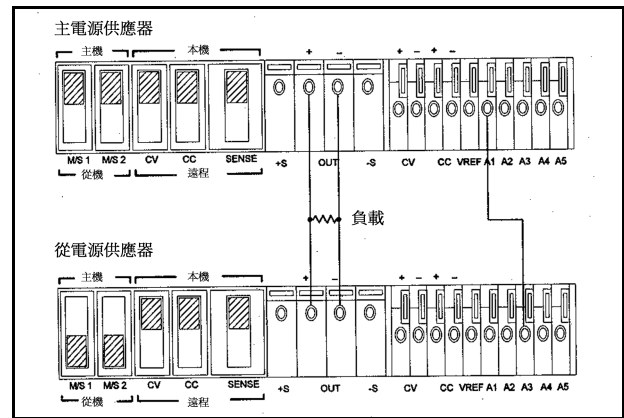 主電源供應器
主機 本機
+ − + − + −
M/S 1 M/S 2 CV CC SENSE +S OUT -S CV CC VREF A1 A2 A3 A4 A5
從機 遠程
負載
從電源供應器
主機 本機
+ − + − + −
M/S 1 M/S 2 CV CC SENSE +S OUT -S CV CC VREF A1 A2 A3 A4 A5
從機 遠程